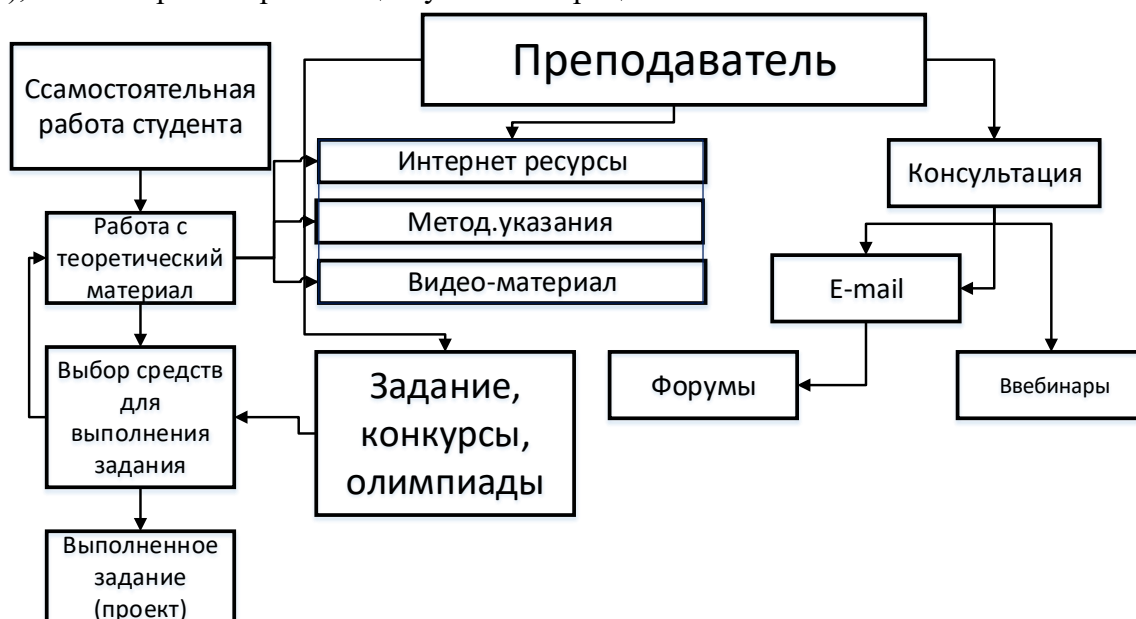 Преподаватель
Ссамостоятельная
работа студента
Интернет ресурсы
Консультация
Работа с
теоретический
материал
Метод.указания
Видео-материал
E-mail
Выбор средств
для
выполнения
задания
Задание,
конкурсы,
олимпиады
Форумы
Ввебинары
Выполненное
задание
(проект)